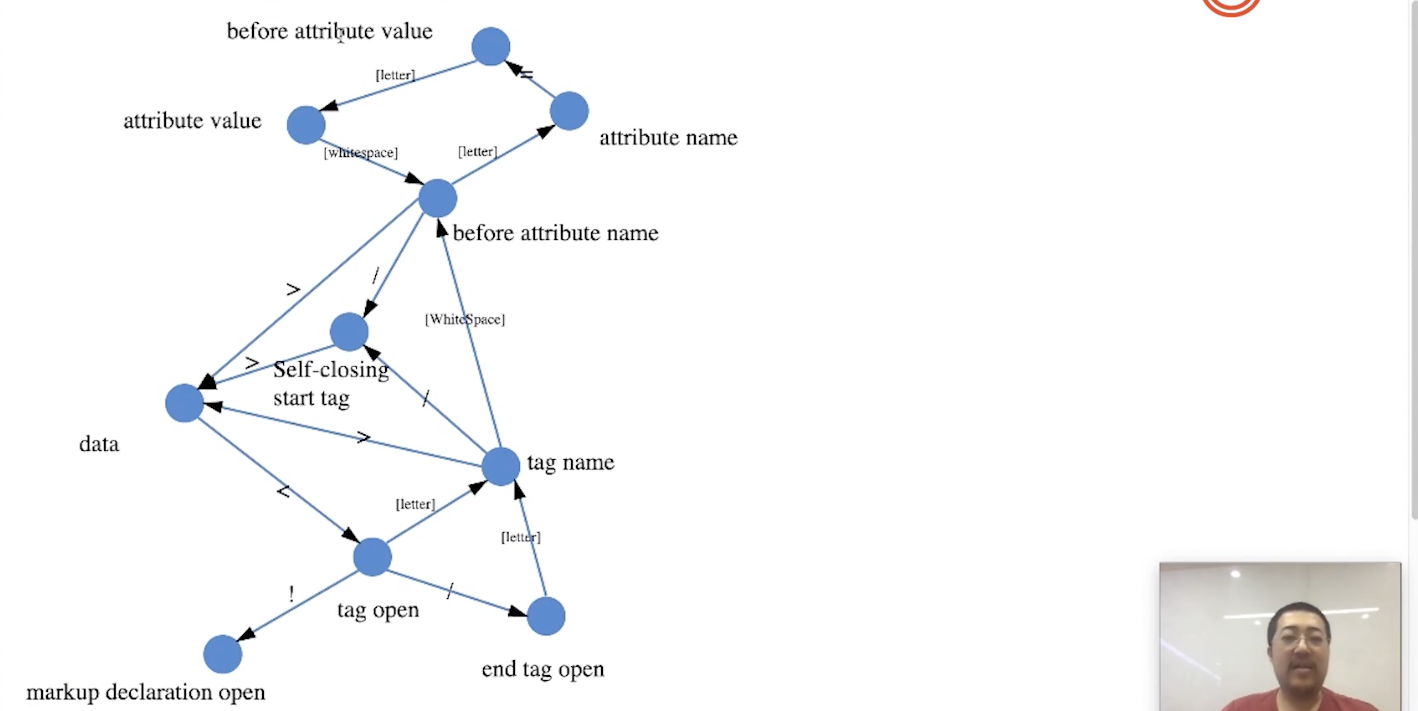 before attribute value
[letter]
=
attribute value
attribute name
[whitespace]
[letter]
before attribute name
/
>
[WhiteSpace]
>
Self-closing
start tag
/
>
data
tag name
<
[letter]
[letter]
!
/
tag open
end tag open
markup declaration open